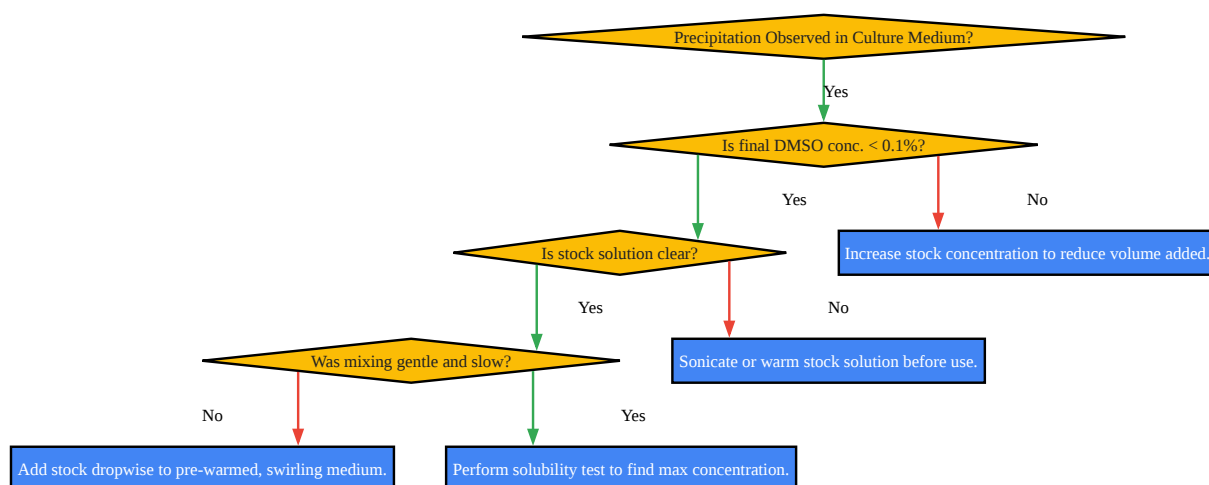 Precipitation Observed in Culture Medium?
Yes
Is final DMSO conc. < 0.1%?
Yes
No
Is stock solution clear?
Increase stock concentration to reduce volume added.
Yes
No
Was mixing gentle and slow?
Sonicate or warm stock solution before use.
No
Yes
Add stock dropwise to pre-warmed, swirling medium.
Perform solubility test to find max concentration.